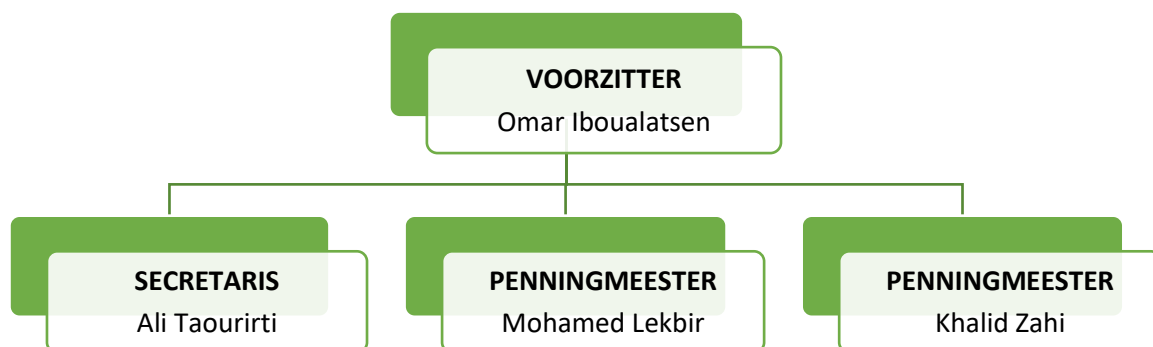 VOORZITTER
Omar Iboualatsen
SECRETARIS
Ali Taourirti
PENNINGMEESTER
Mohamed Lekbir
PENNINGMEESTER
Khalid Zahi